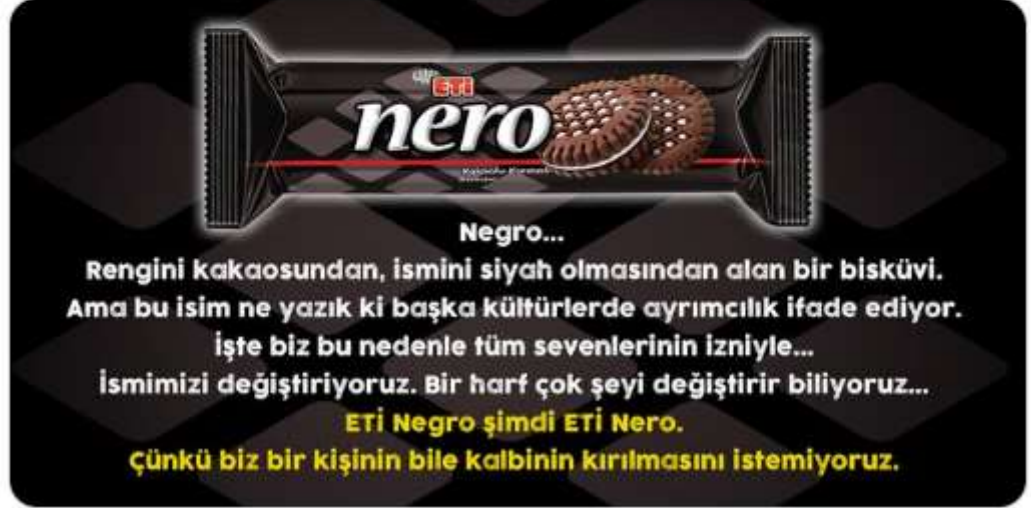 ETİ
nero
Kakaolu Kremalı
Negro...
Rengini kakaosundan, ismini siyah olmasından alan bir bisküvi.
Ama bu isim ne yazık ki başka kültürlerde ayrımcılık ifade ediyor.
İşte biz bu nedenle tüm sevenlerinin izniyle...
İsmimizi değiştiriyoruz. Bir harf çok şeyi değiştirir biliyoruz...
ETİ Negro şimdi ETİ Nero.
Çünkü biz bir kişinin bile kalbinin kırılmasını istemiyoruz.